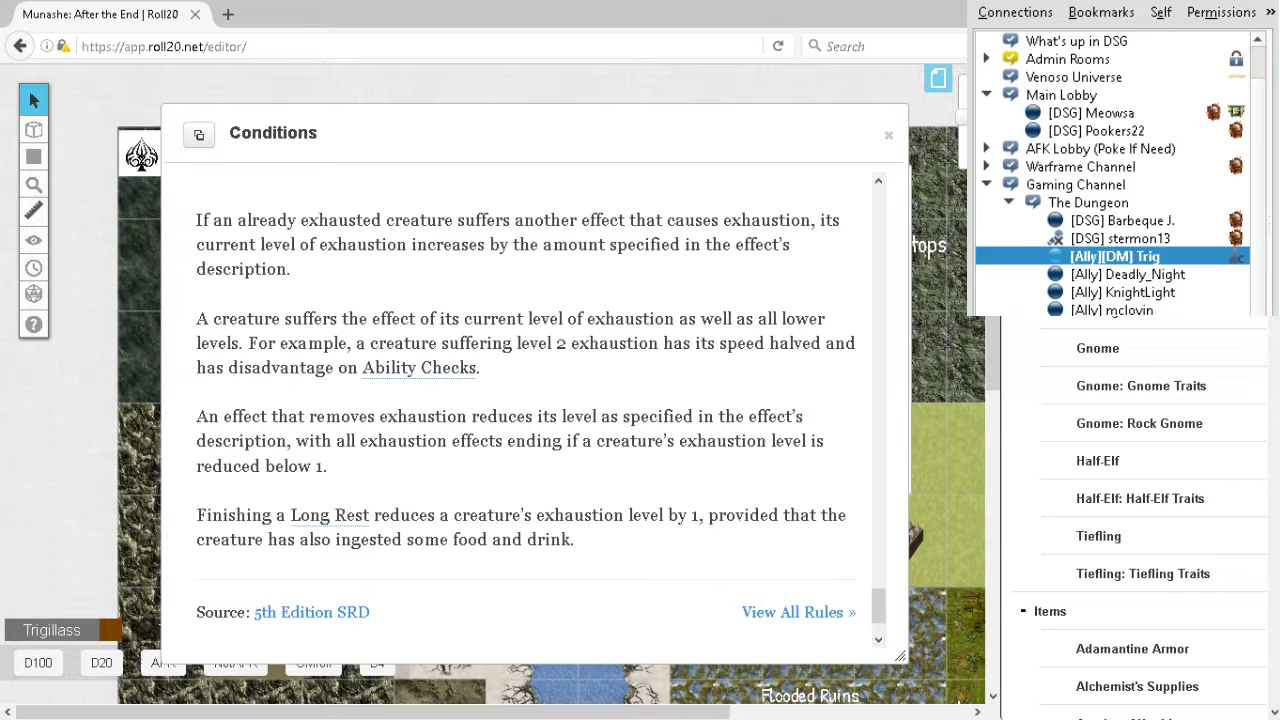 Munashe: After the End | Roll20
https://app.roll20.net/editor/
Search
Conditions
If an already exhausted creature suffers another effect that causes exhaustion, its
current level of exhaustion increases by the amount specified in the effect's
description.
A creature suffers the effect of its current level of exhaustion as well as all lower
levels. For example, a creature suffering level 2 exhaustion has its speed halved and
has disadvantage on Ability Checks.
An effect that removes exhaustion reduces its level as specified in the effect's
description, with all exhaustion effects ending if a creature's exhaustion level is
reduced below 1.
Finishing a Long Rest reduces a creature's exhaustion level by 1, provided that the
creature has also ingested some food and drink.
Source: 5th Edition SRD
View All Rules »
Trigillass
D100 D20
Flooded Ruins
Connections Bookmarks Self Permissions »
What's up in DSG
Admin Rooms
Venoso Universe
Main Lobby
[DSG] Meowsa
[DSG] Pookers22
AFK Lobby (Poke If Need)
Warframe Channel
Gaming Channel
The Dungeon
[DSG] Barbeque J.
[DSG] stermon13
[Ally][DM] Trig
[Ally] Deadly_Night
[Ally] KnightLight
[Ally] mclovin
Gnome
Gnome: Gnome Traits
Gnome: Rock Gnome
Half-Elf
Half-Elf: Half-Elf Traits
Tiefling
Tiefling: Tiefling Traits
Items
Adamantine Armor
Alchemist's Supplies